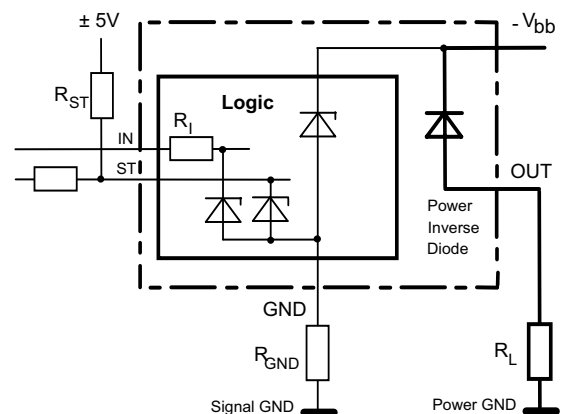 ± 5V
- Vbb
RST
Logic
IN
RI
ST
OUT
Power
Inverse
Diode
GND
RGND
RL
Signal GND
Power GND